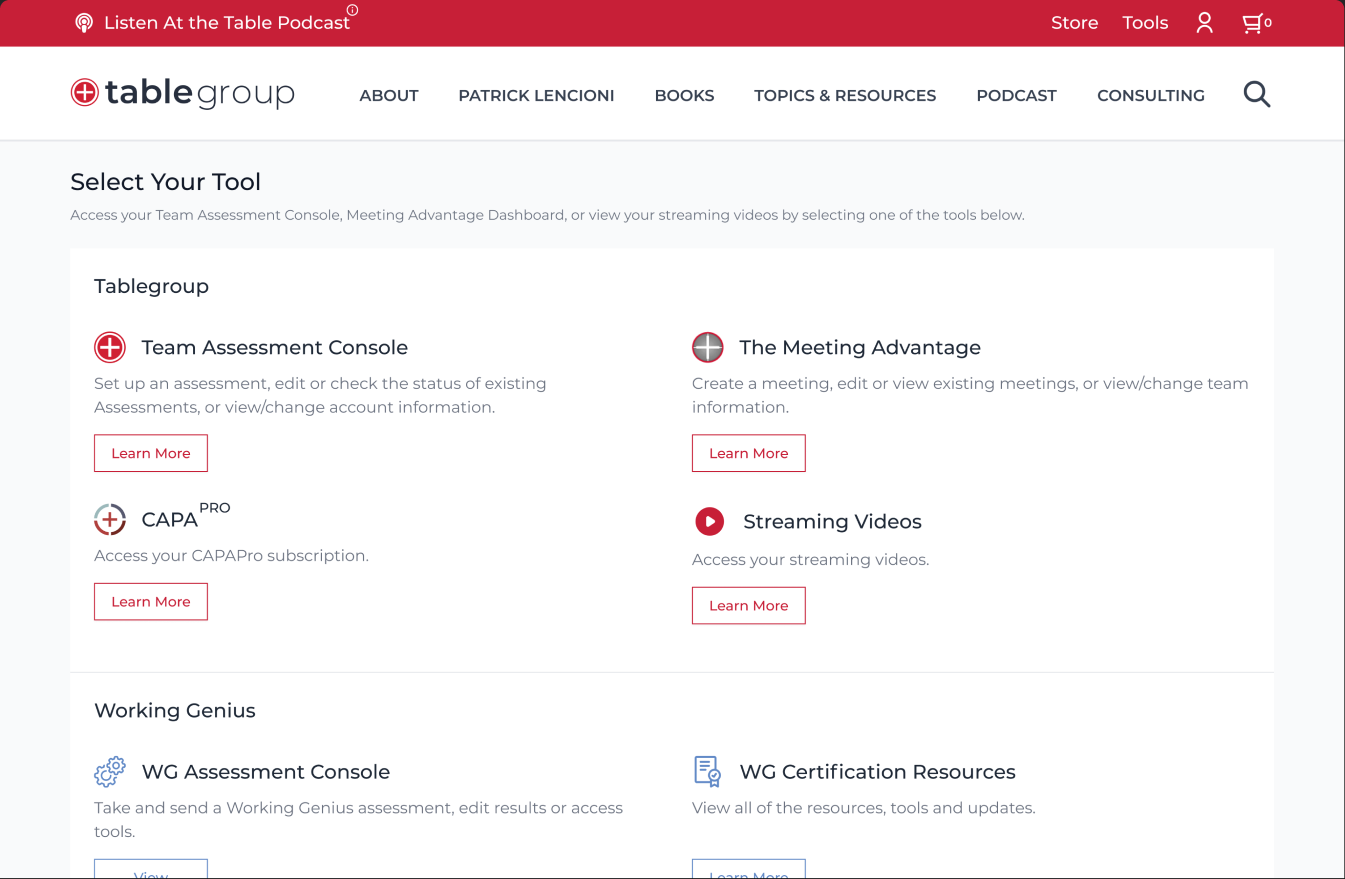 Listen At the Table Podcast
Store
Tools
0
tablegroup
ABOUT
PATRICK LENCIONI
BOOKS
TOPICS & RESOURCES
PODCAST
CONSULTING
Select Your Tool
Access your Team Assessment Console, Meeting Advantage Dashboard, or view your streaming videos by selecting one of the tools below.
Tablegroup
Team Assessment Console
Set up an assessment, edit or check the status of existing
Assessments, or view/change account information.
Learn More
The Meeting Advantage
Create a meeting, edit or view existing meetings, or view/change team
information.
Learn More
CAPA PRO
Access your CAPAPro subscription.
Learn More
Streaming Videos
Access your streaming videos.
Learn More
Working Genius
WG Assessment Console
Take and send a Working Genius assessment, edit results or access
tools.
View
WG Certification Resources
View all of the resources, tools and updates.
Learn More